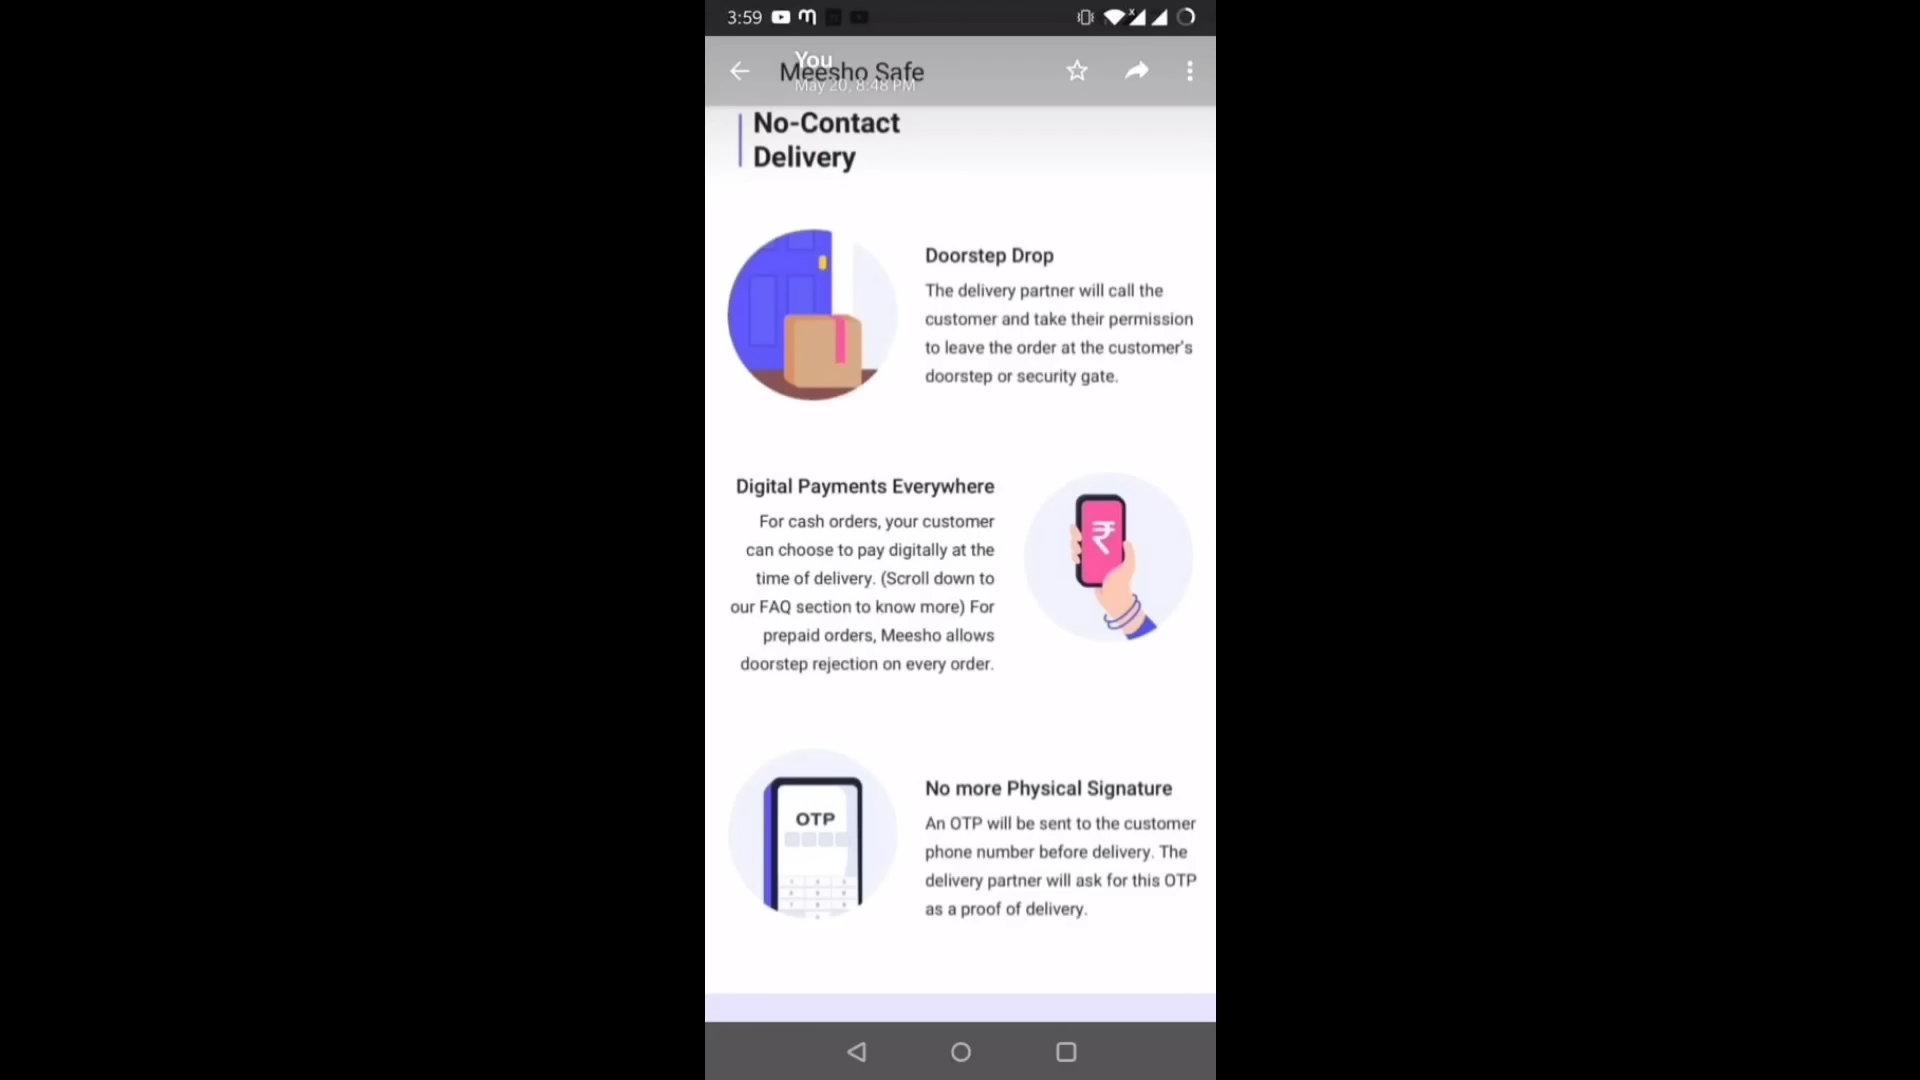 3:59
You
Meesho Safe
May 20, 8:48 PM
No-Contact
Delivery
Doorstep Drop
The delivery partner will call the
customer and take their permission
to leave the order at the customer's
doorstep or security gate.
Digital Payments Everywhere
For cash orders, your customer
can choose to pay digitally at the
time of delivery. (Scroll down to
our FAQ section to know more) For
prepaid orders, Meesho allows
doorstep rejection on every order.
₹
OTP
No more Physical Signature
An OTP will be sent to the customer
phone number before delivery. The
delivery partner will ask for this OTP
as a proof of delivery.